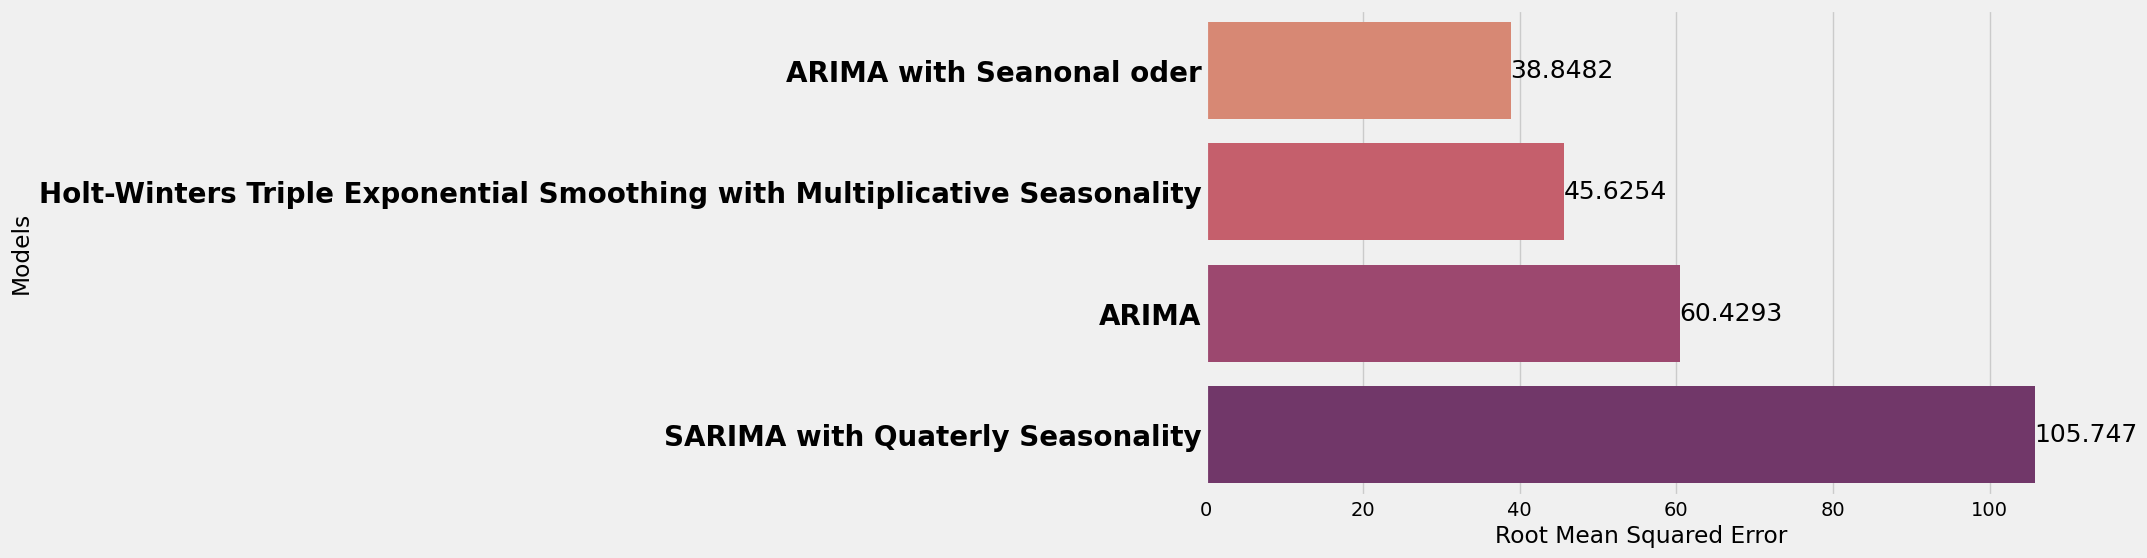 ARIMA with Seanonal oder
38.8482
Holt-Winters Triple Exponential Smoothing with Multiplicative Seasonality
45.6254
Models
ARIMA
60.4293
SARIMA with Quaterly Seasonality
105.747
0 20 40 60 80 100
Root Mean Squared Error